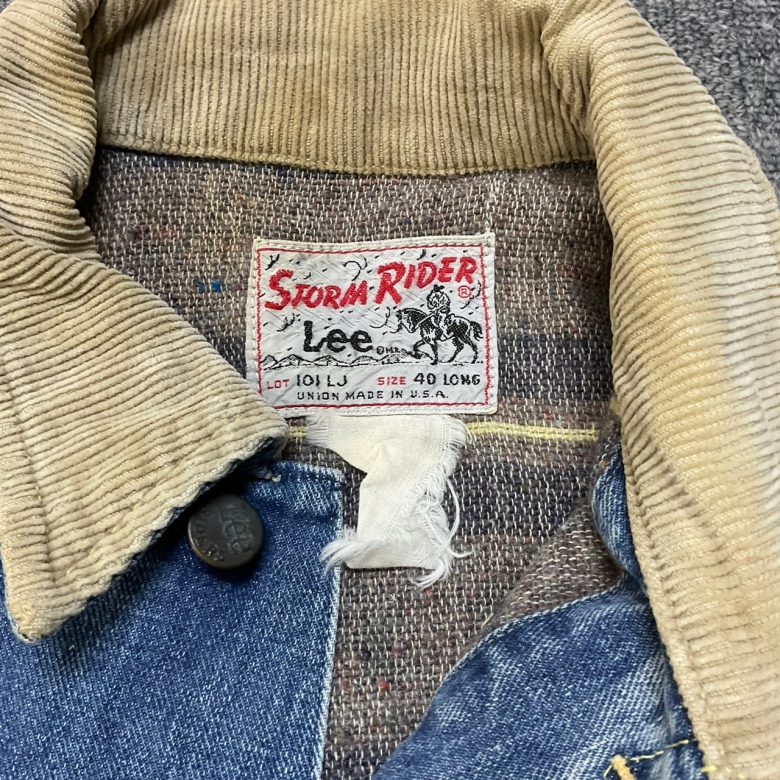 STORM RIDER ®
Lee ® M.R.
LOT 101 LJ SIZE 40 LONG
UNION MADE IN U.S.A.